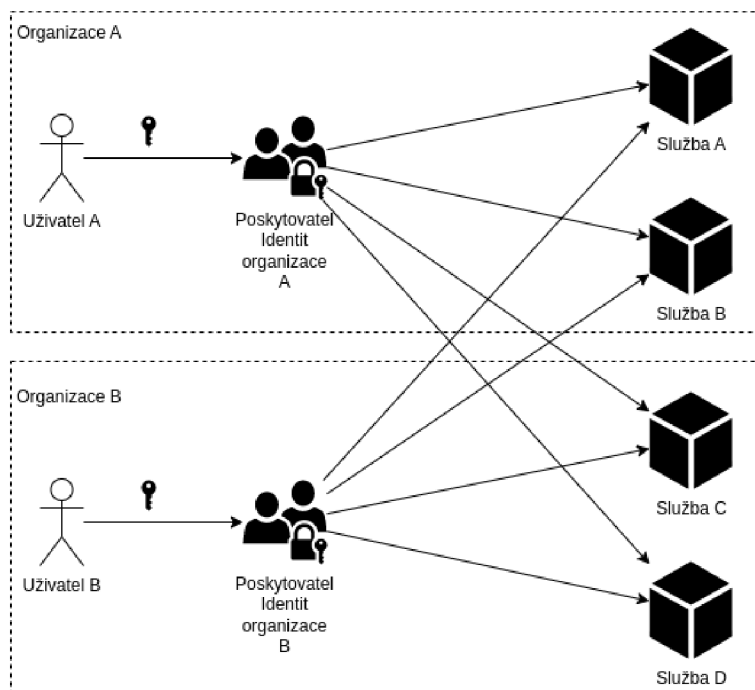 Organizace A
Služba A
Uživatel A
Poskytovatel
Identit
organizace
A
Služba B
Organizace B
Služba C
Uživatel B
Poskytovatel
Identit
organizace
B
Služba D